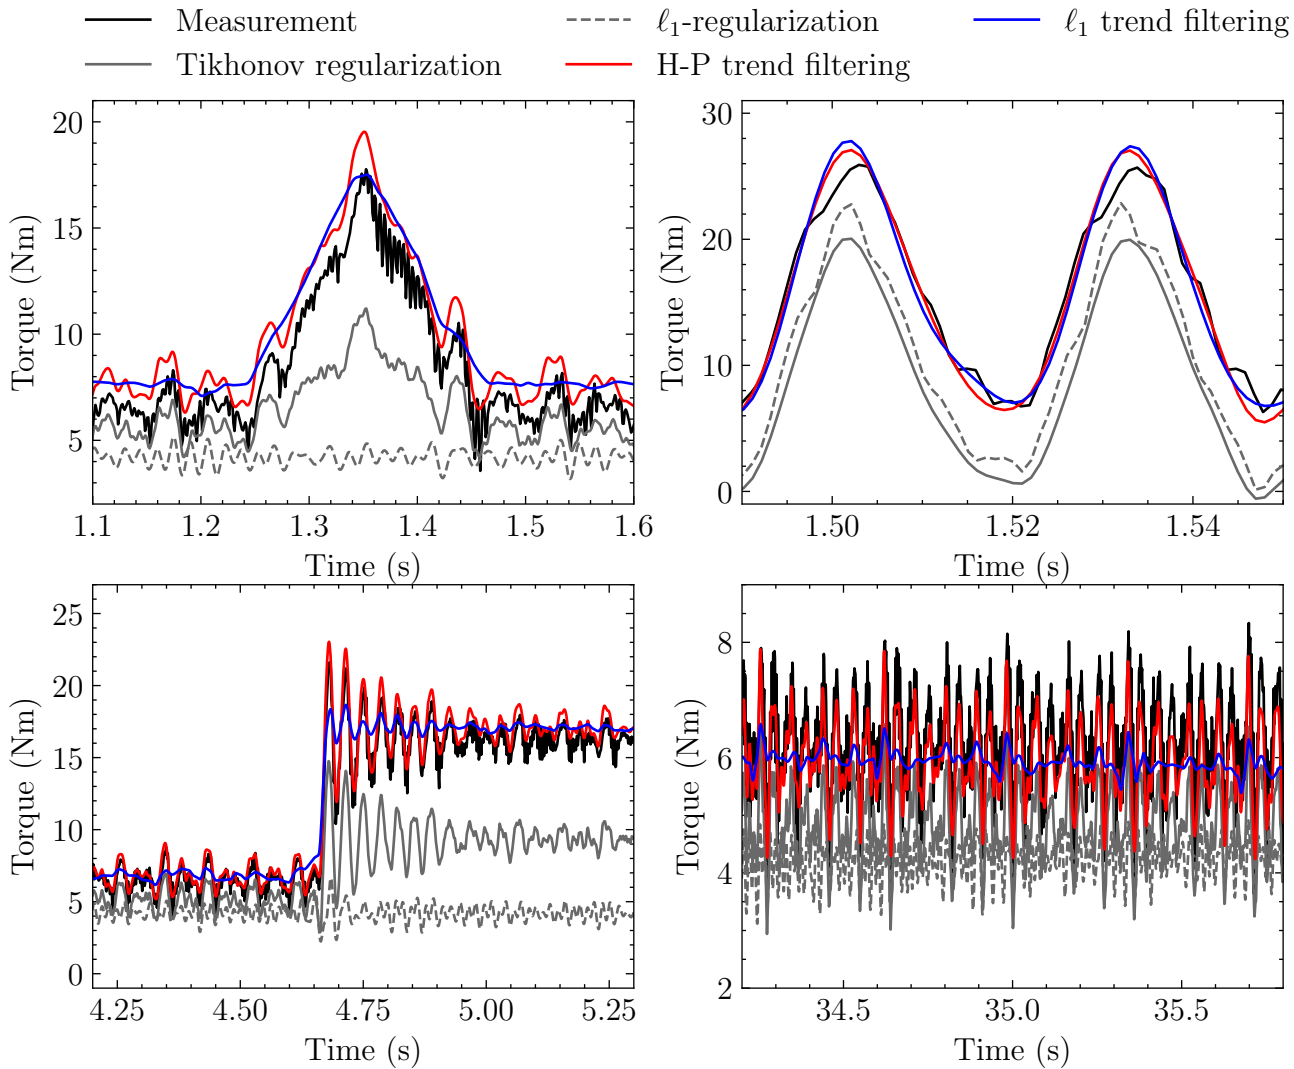 Measurement ℓ₁-regularization ℓ₁ trend filtering
Tikhonov regularization H-P trend filtering
20
15
10
5
Torque (Nm)
1.1 1.2 1.3 1.4 1.5 1.6
Time (s)
30
20
10
0
Torque (Nm)
1.50 1.52 1.54
Time (s)
25
20
15
10
5
0
Torque (Nm)
4.25 4.50 4.75 5.00 5.25
Time (s)
8
6
4
2
Torque (Nm)
34.5 35.0 35.5
Time (s)